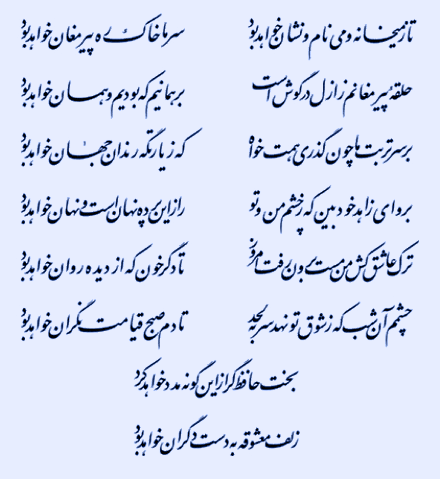 تا ز میخانه و می نام و نشان خواهد بود سر ما خاک ره پیر مغان خواهد بود
حلقهٔ پیر مغانم ز ازل در گوش است بر همانیم که بودیم و همان خواهد بود
بر سر تربت ما چون گذری همت خواه که زیارتگه رندان جهان خواهد بود
برو ای زاهد خودبین که ز چشم من و تو راز این پرده نهان است و نهان خواهد بود
ترک عاشق کش من مست برون رفت امروز تا دگر خون که از دیده روان خواهد بود
چشمم آن شب که ز شوق تو نهد سر به لحد تا دم صبح قیامت نگران خواهد بود
بخت حافظ گر از این گونه مدد خواهد کرد
زلف معشوقه به دست دگران خواهد بود